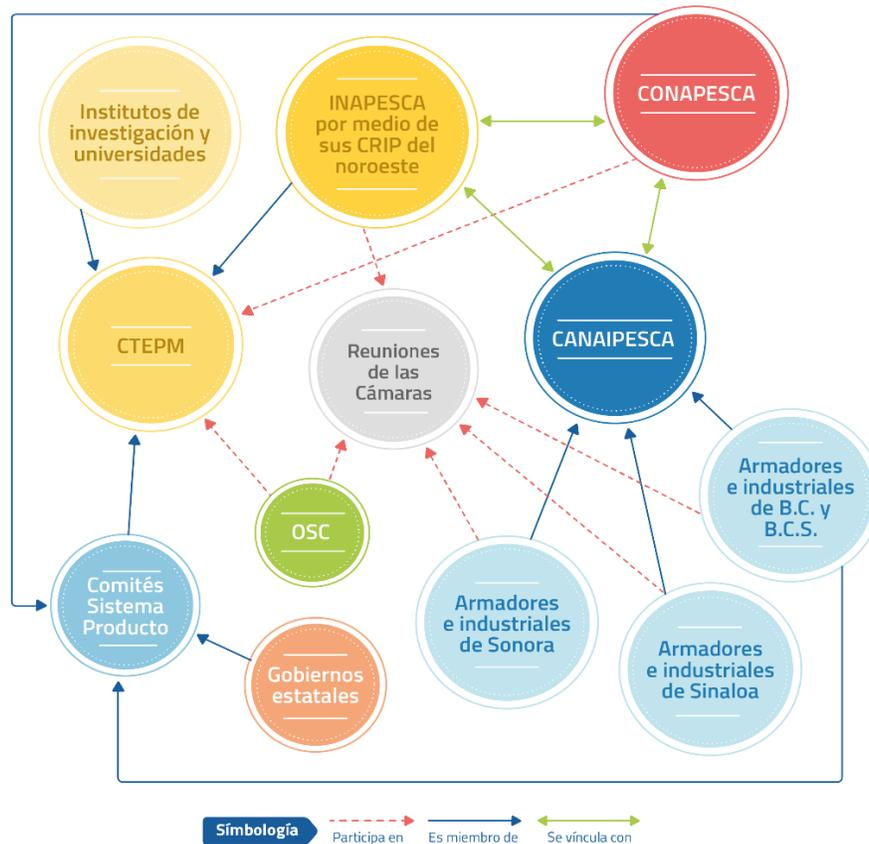 Institutos de
investigación y
universidades
INAPESCA
por medio de
sus CRIP del
noroeste
CONAPESCA
CTEPM
Reuniones
de las
Cámaras
CANAIPESCA
OSC
Armadores
e industriales
de B.C. y
B.C.S.
Comités
Sistema
Producto
Gobiernos
estatales
Armadores
e industriales
de Sonora
Armadores
e industriales
de Sinaloa
Símbología
Participa en
Es miembro de
Se víncula con